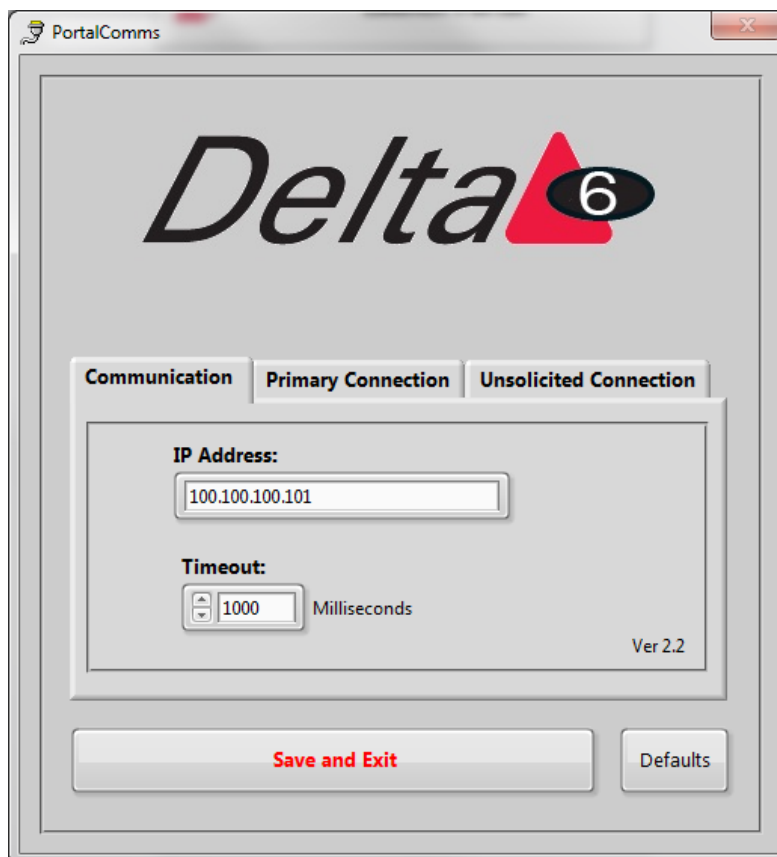 PortalComms
Delta 6
Communication Primary Connection Unsolicited Connection
IP Address:
100.100.100.101
Timeout:
1000 Milliseconds
Ver 2.2
Save and Exit Defaults